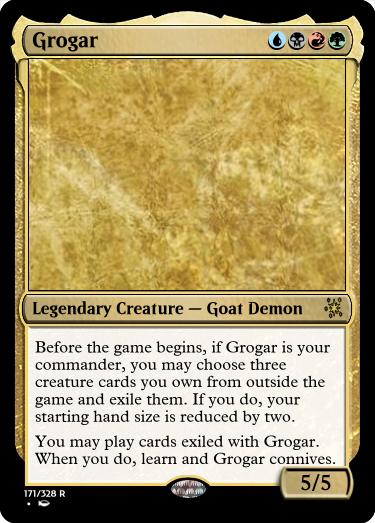 Grogar
Legendary Creature — Goat Demon
Before the game begins, if Grogar is your
commander, you may choose three
creature cards you own from outside the
game and exile them. If you do, your
starting hand size is reduced by two.
You may play cards exiled with Grogar.
When you do, learn and Grogar connives.
5/5
171/328 R